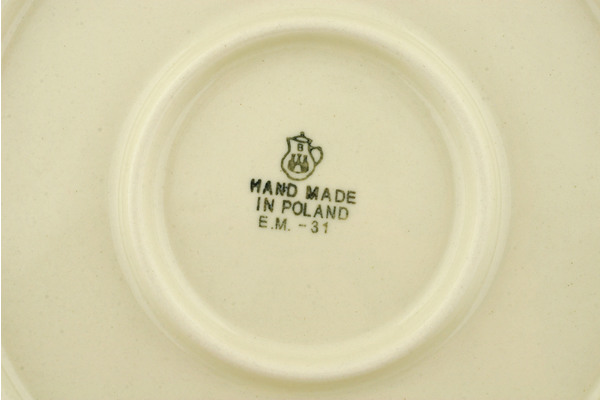 B
HAND MADE
IN POLAND
E.M. -31